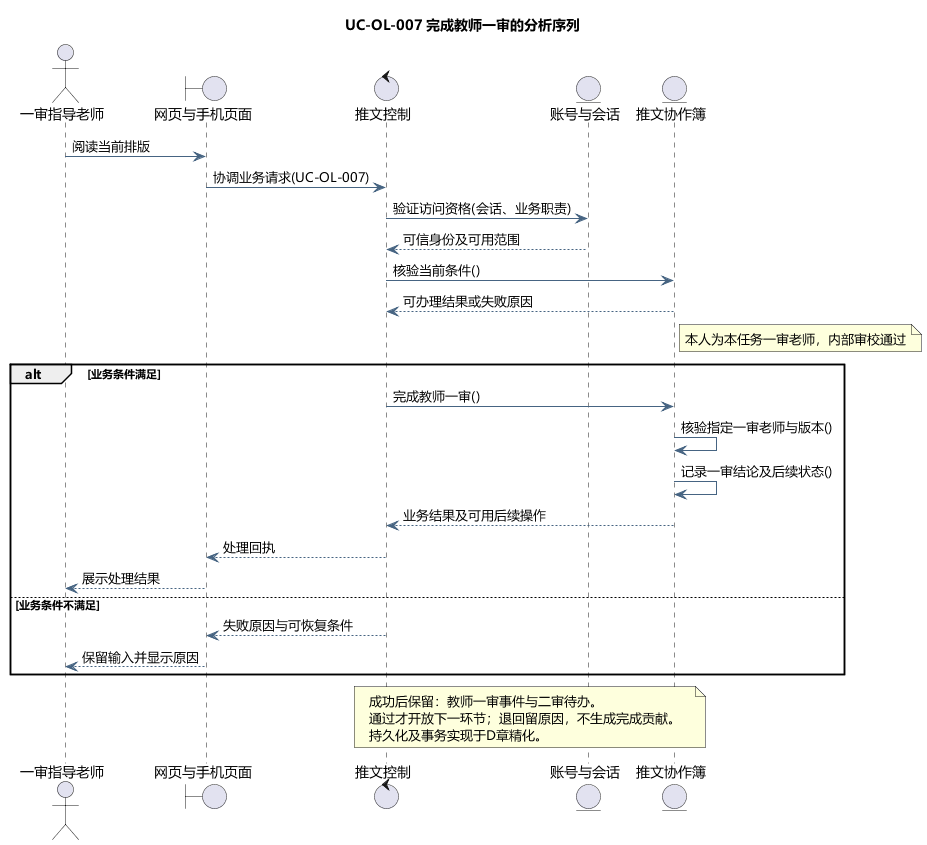 UC-OL-007 完成教师一审的分析序列
一审指导老师
网页与手机页面
推文控制
账号与会话
推文协作簿
阅读当前排版
协调业务请求(UC-OL-007)
验证访问资格(会话、业务职责)
可信身份及可用范围
核验当前条件()
可办理结果或失败原因
本人为本任务一审老师，内部审校通过
alt
[业务条件满足]
完成教师一审()
核验指定一审老师与版本()
记录一审结论及后续状态()
业务结果及可用后续操作
处理回执
展示处理结果
[业务条件不满足]
失败原因与可恢复条件
保留输入并显示原因
成功后保留：教师一审事件与二审待办。
通过才开放下一环节；退回留原因，不生成完成贡献。
持久化及事务实现于D章精化。
一审指导老师
网页与手机页面
推文控制
账号与会话
推文协作簿